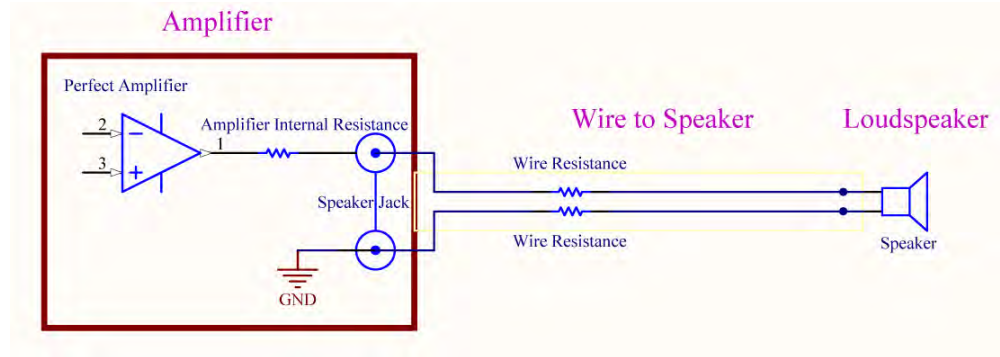 Amplifier
Perfect Amplifier
2
3
1
Amplifier Internal Resistance
Speaker Jack
GND
Wire to Speaker
Wire Resistance
Wire Resistance
Loudspeaker
Speaker